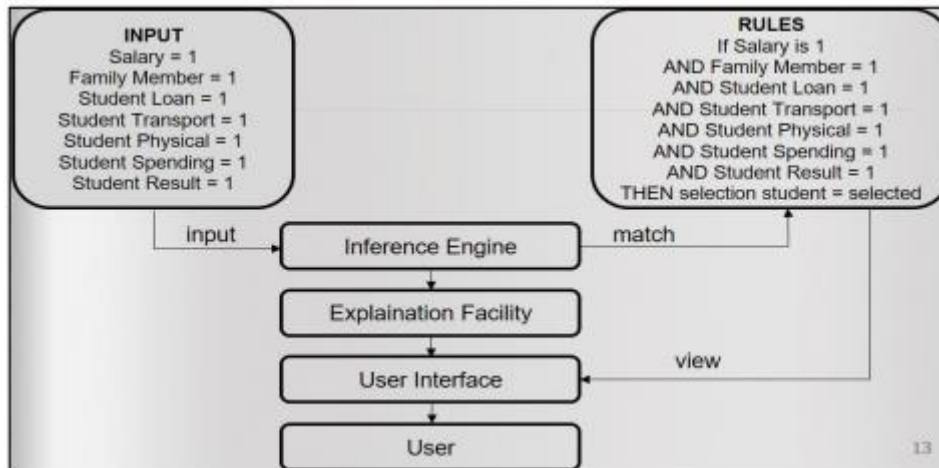 INPUT
Salary = 1
Family Member = 1
Student Loan = 1
Student Transport = 1
Student Physical = 1
Student Spending = 1
Student Result = 1
RULES
If Salary is 1
AND Family Member = 1
AND Student Loan = 1
AND Student Transport = 1
AND Student Physical = 1
AND Student Spending = 1
AND Student Result = 1
THEN selection student = selected
input
Inference Engine
match
Explaination Facility
User Interface
view
User
13